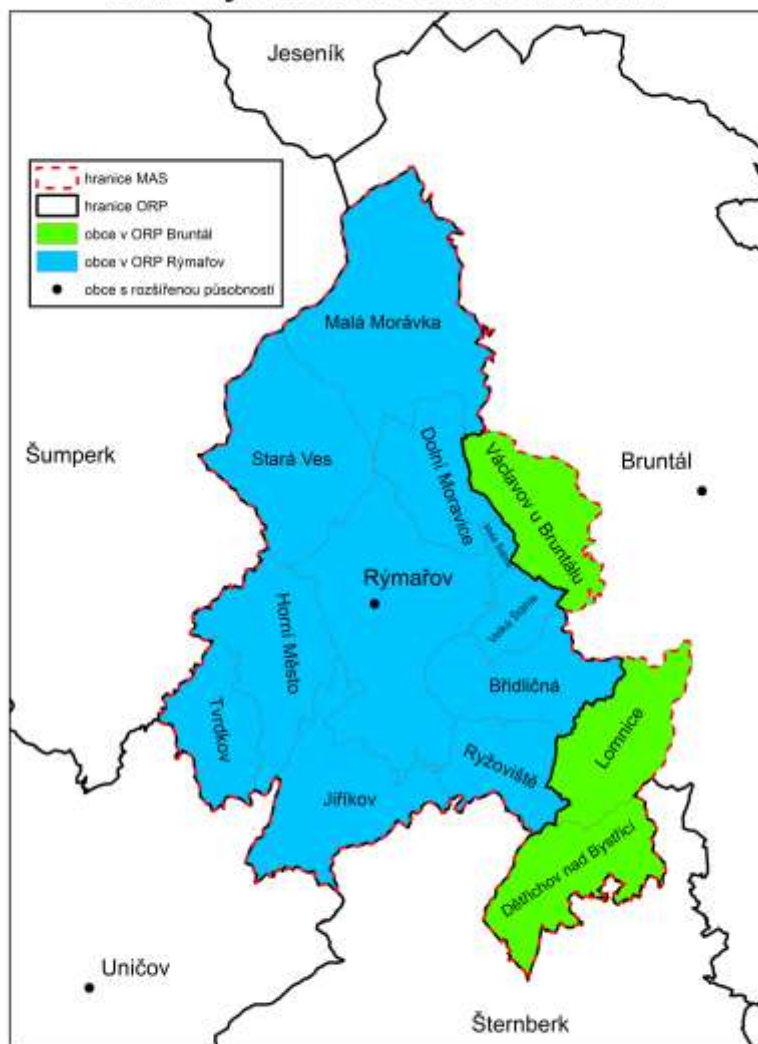 Jeseník
hranice MAS
hranice ORP
obce v ORP Bruntál
obce v ORP Rýmařov
obce s rozšířenou působností
Malá Morávka
Šumperk
Stará Ves
Dolní Moravice
Václavov u Bruntálu
Bruntál
Malá Štáhle
Rýmařov
Velká Štáhle
Horní Město
Břidličná
Tvrdkov
Lomnice
Ryžoviště
Jiříkov
Dětřichov nad Bystřicí
Uničov
Šternberk